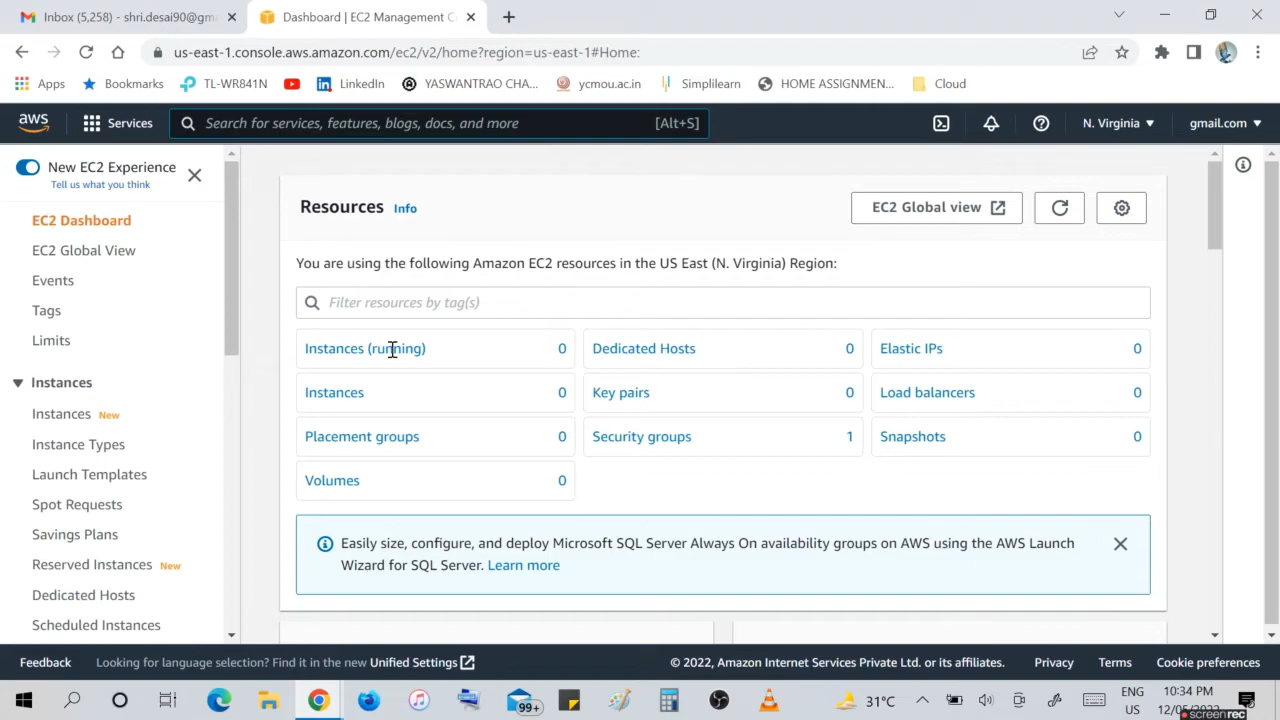 Inbox (5,258) - shri.desai90@gm
Dashboard | EC2 Management C
us-east-1.console.aws.amazon.com/ec2/v2/home?region=us-east-1#Home:
Apps
Bookmarks
TL-WR841N
LinkedIn
YASWANTRAO CHA...
ycmou.ac.in
Simplilearn
HOME ASSIGNMEN...
Cloud
aws
Services
Search for services, features, blogs, docs, and more
[Alt+S]
N. Virginia
gmail.com
New EC2 Experience
Tell us what you think
EC2 Dashboard
EC2 Global View
Events
Tags
Limits
Instances
Instances New
Instance Types
Launch Templates
Spot Requests
Savings Plans
Reserved Instances New
Dedicated Hosts
Scheduled Instances
Resources Info
EC2 Global view
You are using the following Amazon EC2 resources in the US East (N. Virginia) Region:
Filter resources by tag(s)
Instances (running) 0
Dedicated Hosts 0
Elastic IPs 0
Instances 0
Key pairs 0
Load balancers 0
Placement groups 0
Security groups 1
Snapshots 0
Volumes 0
Easily size, configure, and deploy Microsoft SQL Server Always On availability groups on AWS using the AWS Launch
Wizard for SQL Server. Learn more
Feedback
Looking for language selection? Find it in the new Unified Settings
© 2022, Amazon Internet Services Private Ltd. or its affiliates.
Privacy
Terms
Cookie preferences
99+
31°C
ENG
US
10:34 PM
screenrec